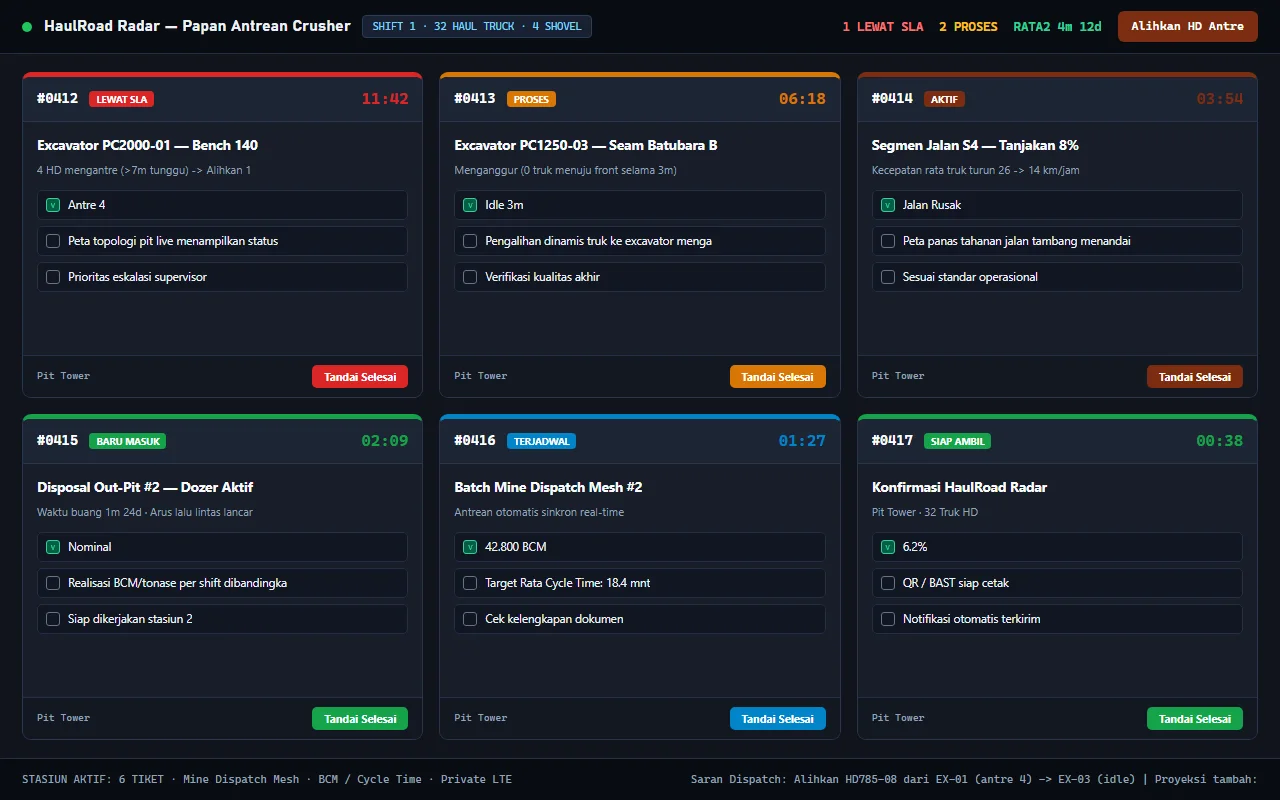 HaulRoad Radar — Papan Antrean Crusher
SHIFT 1 · 32 HAUL TRUCK · 4 SHOVEL
1 LEWAT SLA
2 PROSES
RATA2 4m 12d
Alihkan HD Antre
#0412
LEWAT SLA
11:42
Excavator PC2000-01 — Bench 140
4 HD mengantre (>7m tunggu) -> Alihkan 1
v
Antre 4
Peta topologi pit live menampilkan status
Prioritas eskalasi supervisor
Pit Tower
Tandai Selesai
#0413
PROSES
06:18
Excavator PC1250-03 — Seam Batubara B
Menganggur (0 truk menuju front selama 3m)
v
Idle 3m
Pengalihan dinamis truk ke excavator menga
Verifikasi kualitas akhir
Pit Tower
Tandai Selesai
#0414
AKTIF
03:54
Segmen Jalan S4 — Tanjakan 8%
Kecepatan rata truk turun 26 -> 14 km/jam
v
Jalan Rusak
Peta panas tahanan jalan tambang menandai
Sesuai standar operasional
Pit Tower
Tandai Selesai
#0415
BARU MASUK
02:09
Disposal Out-Pit #2 — Dozer Aktif
Waktu buang 1m 24d · Arus lalu lintas lancar
v
Nominal
Realisasi BCM/tonase per shift dibandingka
Siap dikerjakan stasiun 2
Pit Tower
Tandai Selesai
#0416
TERJADWAL
01:27
Batch Mine Dispatch Mesh #2
Antrean otomatis sinkron real-time
v
42.800 BCM
Target Rata Cycle Time: 18.4 mnt
Cek kelengkapan dokumen
Pit Tower
Tandai Selesai
#0417
SIAP AMBIL
00:38
Konfirmasi HaulRoad Radar
Pit Tower · 32 Truk HD
v
6.2%
QR / BAST siap cetak
Notifikasi otomatis terkirim
Pit Tower
Tandai Selesai
STASIUN AKTIF: 6 TIKET · Mine Dispatch Mesh · BCM / Cycle Time · Private LTE
Saran Dispatch: Alihkan HD785-08 dari EX-01 (antre 4) -> EX-03 (idle) | Proyeksi tambah: